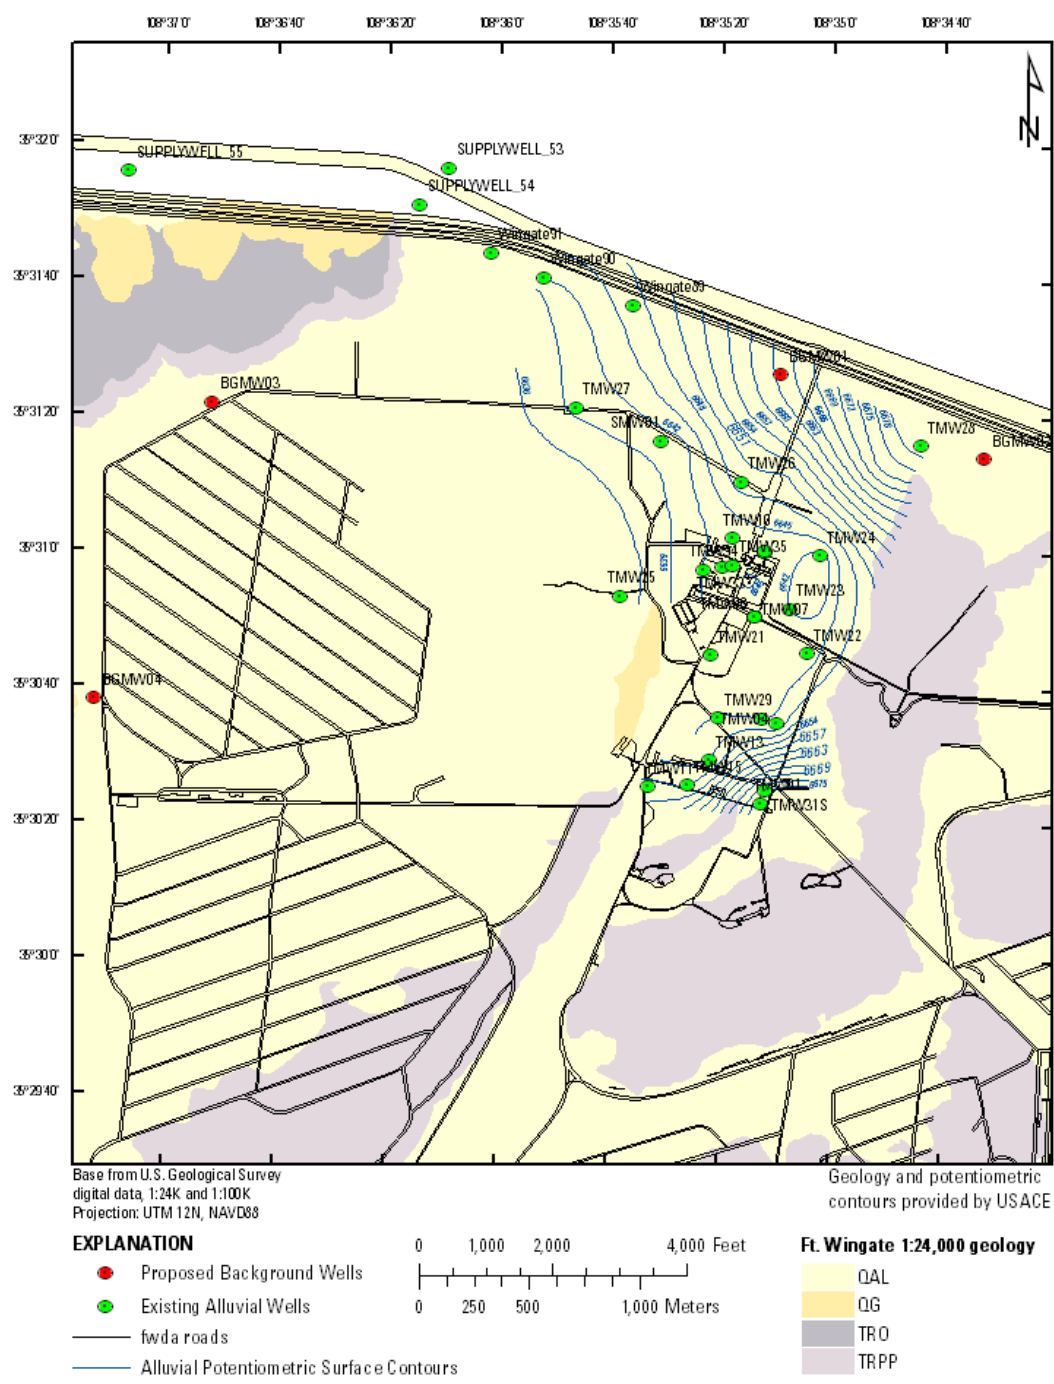 108°37'0" 108°36'40" 108°36'20" 108°36'0" 108°35'40" 108°35'20" 108°35'0" 108°34'40"
N
35°32'0"
SUPPLYWELL_55
SUPPLYWELL_53
SUPPLYWELL_54
Wingate91
Wingate90
35°31'40"
Wingate89
BGMW01
BGMW03
TMW27
35°31'20"
SMW01
TMW28
TMW26
TMW10
35°31'0"
TMW35
TMW24
TMW25
TMW23
TMW07
TMW21
TMW22
35°30'40"
BGMW04
TMW29
TMW04
6654
6657
TMW13
6663
6669
6675
TMW31S
35°30'20"
35°30'0"
35°29'40"
Base from U.S. Geological Survey
digital data, 1:24K and 1:100K
Projection: UTM 12N, NAVD88
Geology and potentiometric
contours provided by USACE
EXPLANATION
Proposed Background Wells
Existing Alluvial Wells
fwda roads
Alluvial Potentiometric Surface Contours
0 1,000 2,000 4,000 Feet
0 250 500 1,000 Meters
Ft. Wingate 1:24,000 geology
QAL
QG
TRO
TRPP